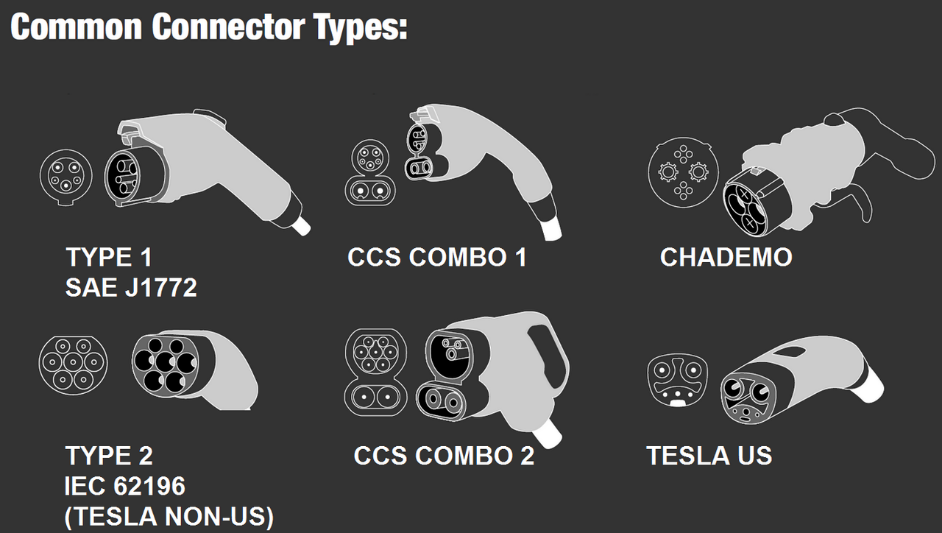 Common Connector Types:
TYPE 1
SAE J1772
CCS COMBO 1
CHADEMO
TYPE 2
IEC 62196
(TESLA NON-US)
CCS COMBO 2
TESLA US